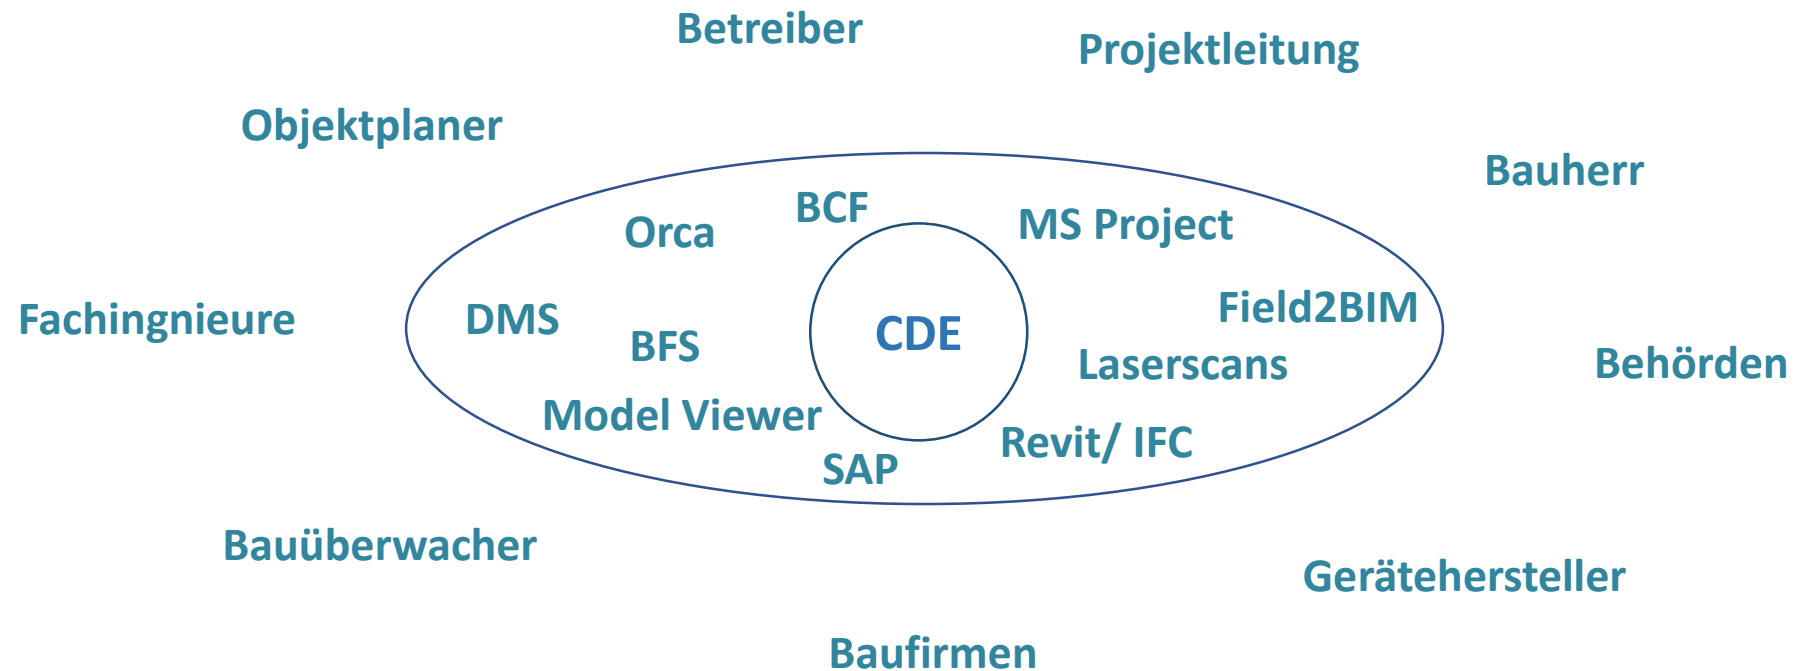 Betreiber
Projektleitung
Objektplaner
Bauherr
BCF
MS Project
Orca
Field2BIM
Fachingnieure
DMS
CDE
BFS
Laserscans
Behörden
Model Viewer
Revit/ IFC
SAP
Bauüberwacher
Gerätehersteller
Baufirmen